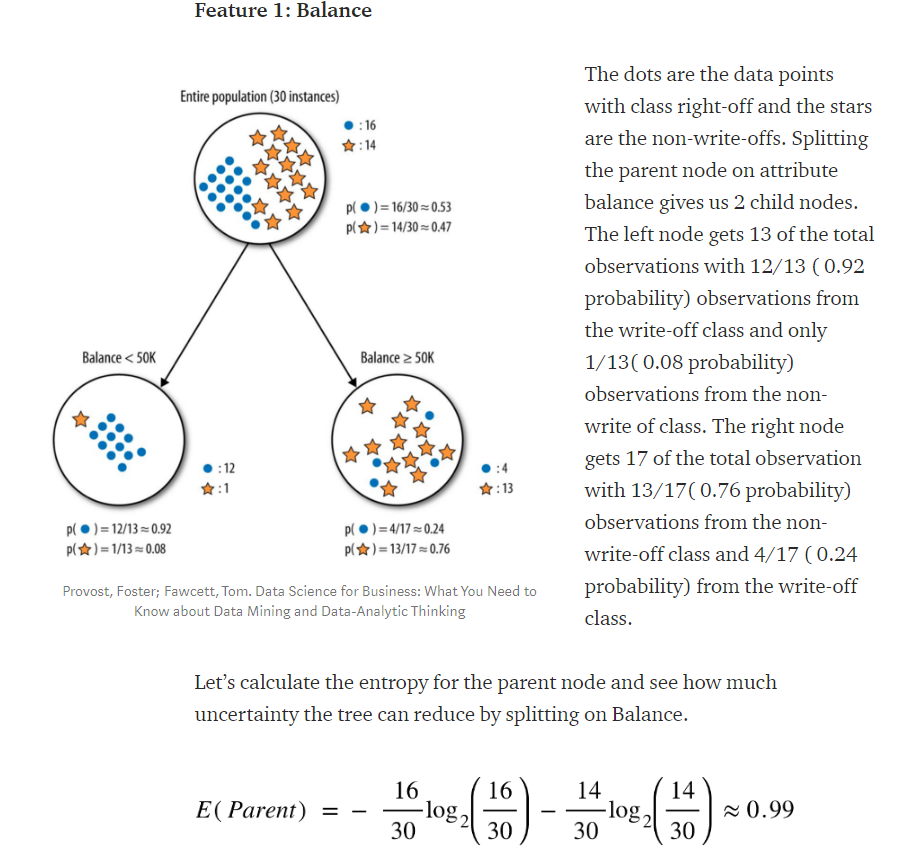 Feature 1: Balance
Entire population (30 instances)
: 16
: 14
p( )= 16/30≈0.53
p( )= 14/30≈0.47
Balance < 50K
Balance ≥ 50K
: 12
: 1
: 4
: 13
p( )= 12/13≈0.92
p( )= 1/13≈0.08
p( )= 4/17≈0.24
p( )= 13/17≈0.76
Provost, Foster; Fawcett, Tom. Data Science for Business: What You Need to
Know about Data Mining and Data-Analytic Thinking
The dots are the data points
with class right-off and the stars
are the non-write-offs. Splitting
the parent node on attribute
balance gives us 2 child nodes.
The left node gets 13 of the total
observations with 12/13 ( 0.92
probability) observations from
the write-off class and only
1/13( 0.08 probability)
observations from the non-
write of class. The right node
gets 17 of the total observation
with 13/17( 0.76 probability)
observations from the non-
write-off class and 4/17 ( 0.24
probability) from the write-off
class.
Let’s calculate the entropy for the parent node and see how much
uncertainty the tree can reduce by splitting on Balance.
E( Parent) = − 16/30 log₂(16/30) − 14/30 log₂(14/30) ≈ 0.99